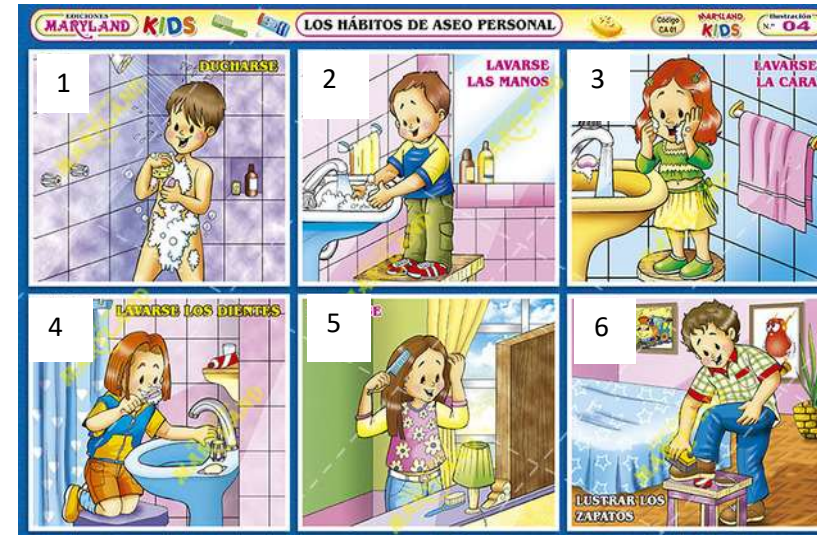 EDICIONES
MARYLAND KIDS
LOS HÁBITOS DE ASEO PERSONAL
Código
CA 01
MARYLAND
KIDS
Ilustración
N.° 04
1
DUCHARSE
2
LAVARSE
LAS MANOS
3
LAVARSE
LA CARA
4
LAVARSE LOS DIENTES
5
6
LUSTRAR LOS
ZAPATOS
MARYLAND